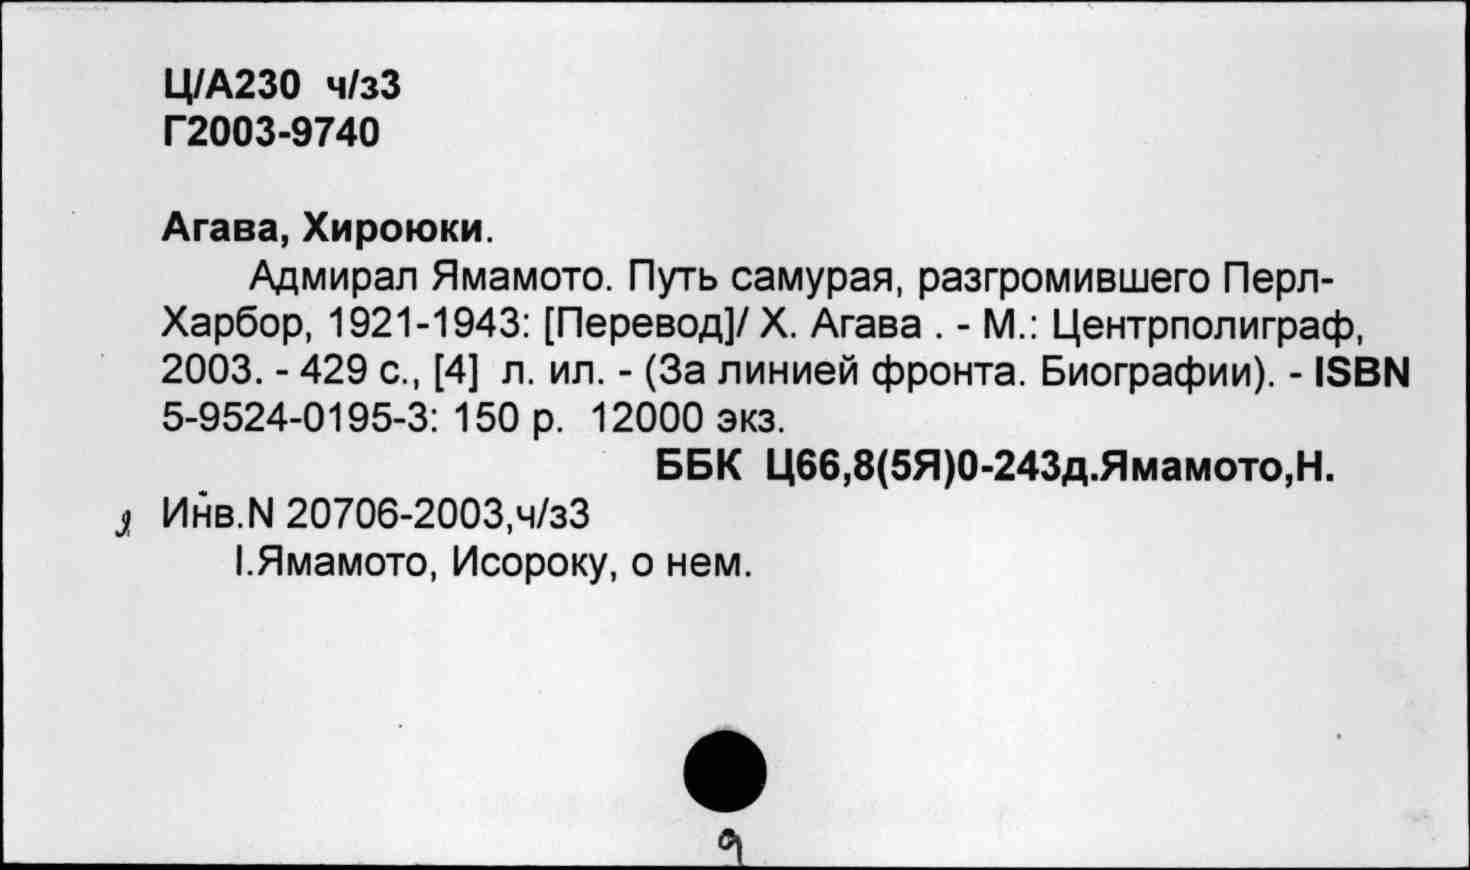 Ц/А230 ч/з3
Г2003-9740
Агава, Хироюки.
Адмирал Ямамото. Путь самурая, разгромившего Перл-
Харбор, 1921-1943: [Перевод]/ Х. Агава . - М.: Центрполиграф,
2003. - 429 с., [4] л. ил. - (За линией фронта. Биографии). - ISBN
5-9524-0195-3: 150 р. 12000 экз.
ББК Ц66,8(5Я)0-243д.Ямамото,Н.
Инв.N 20706-2003,ч/з3
I.Ямамото, Исороку, о нем.